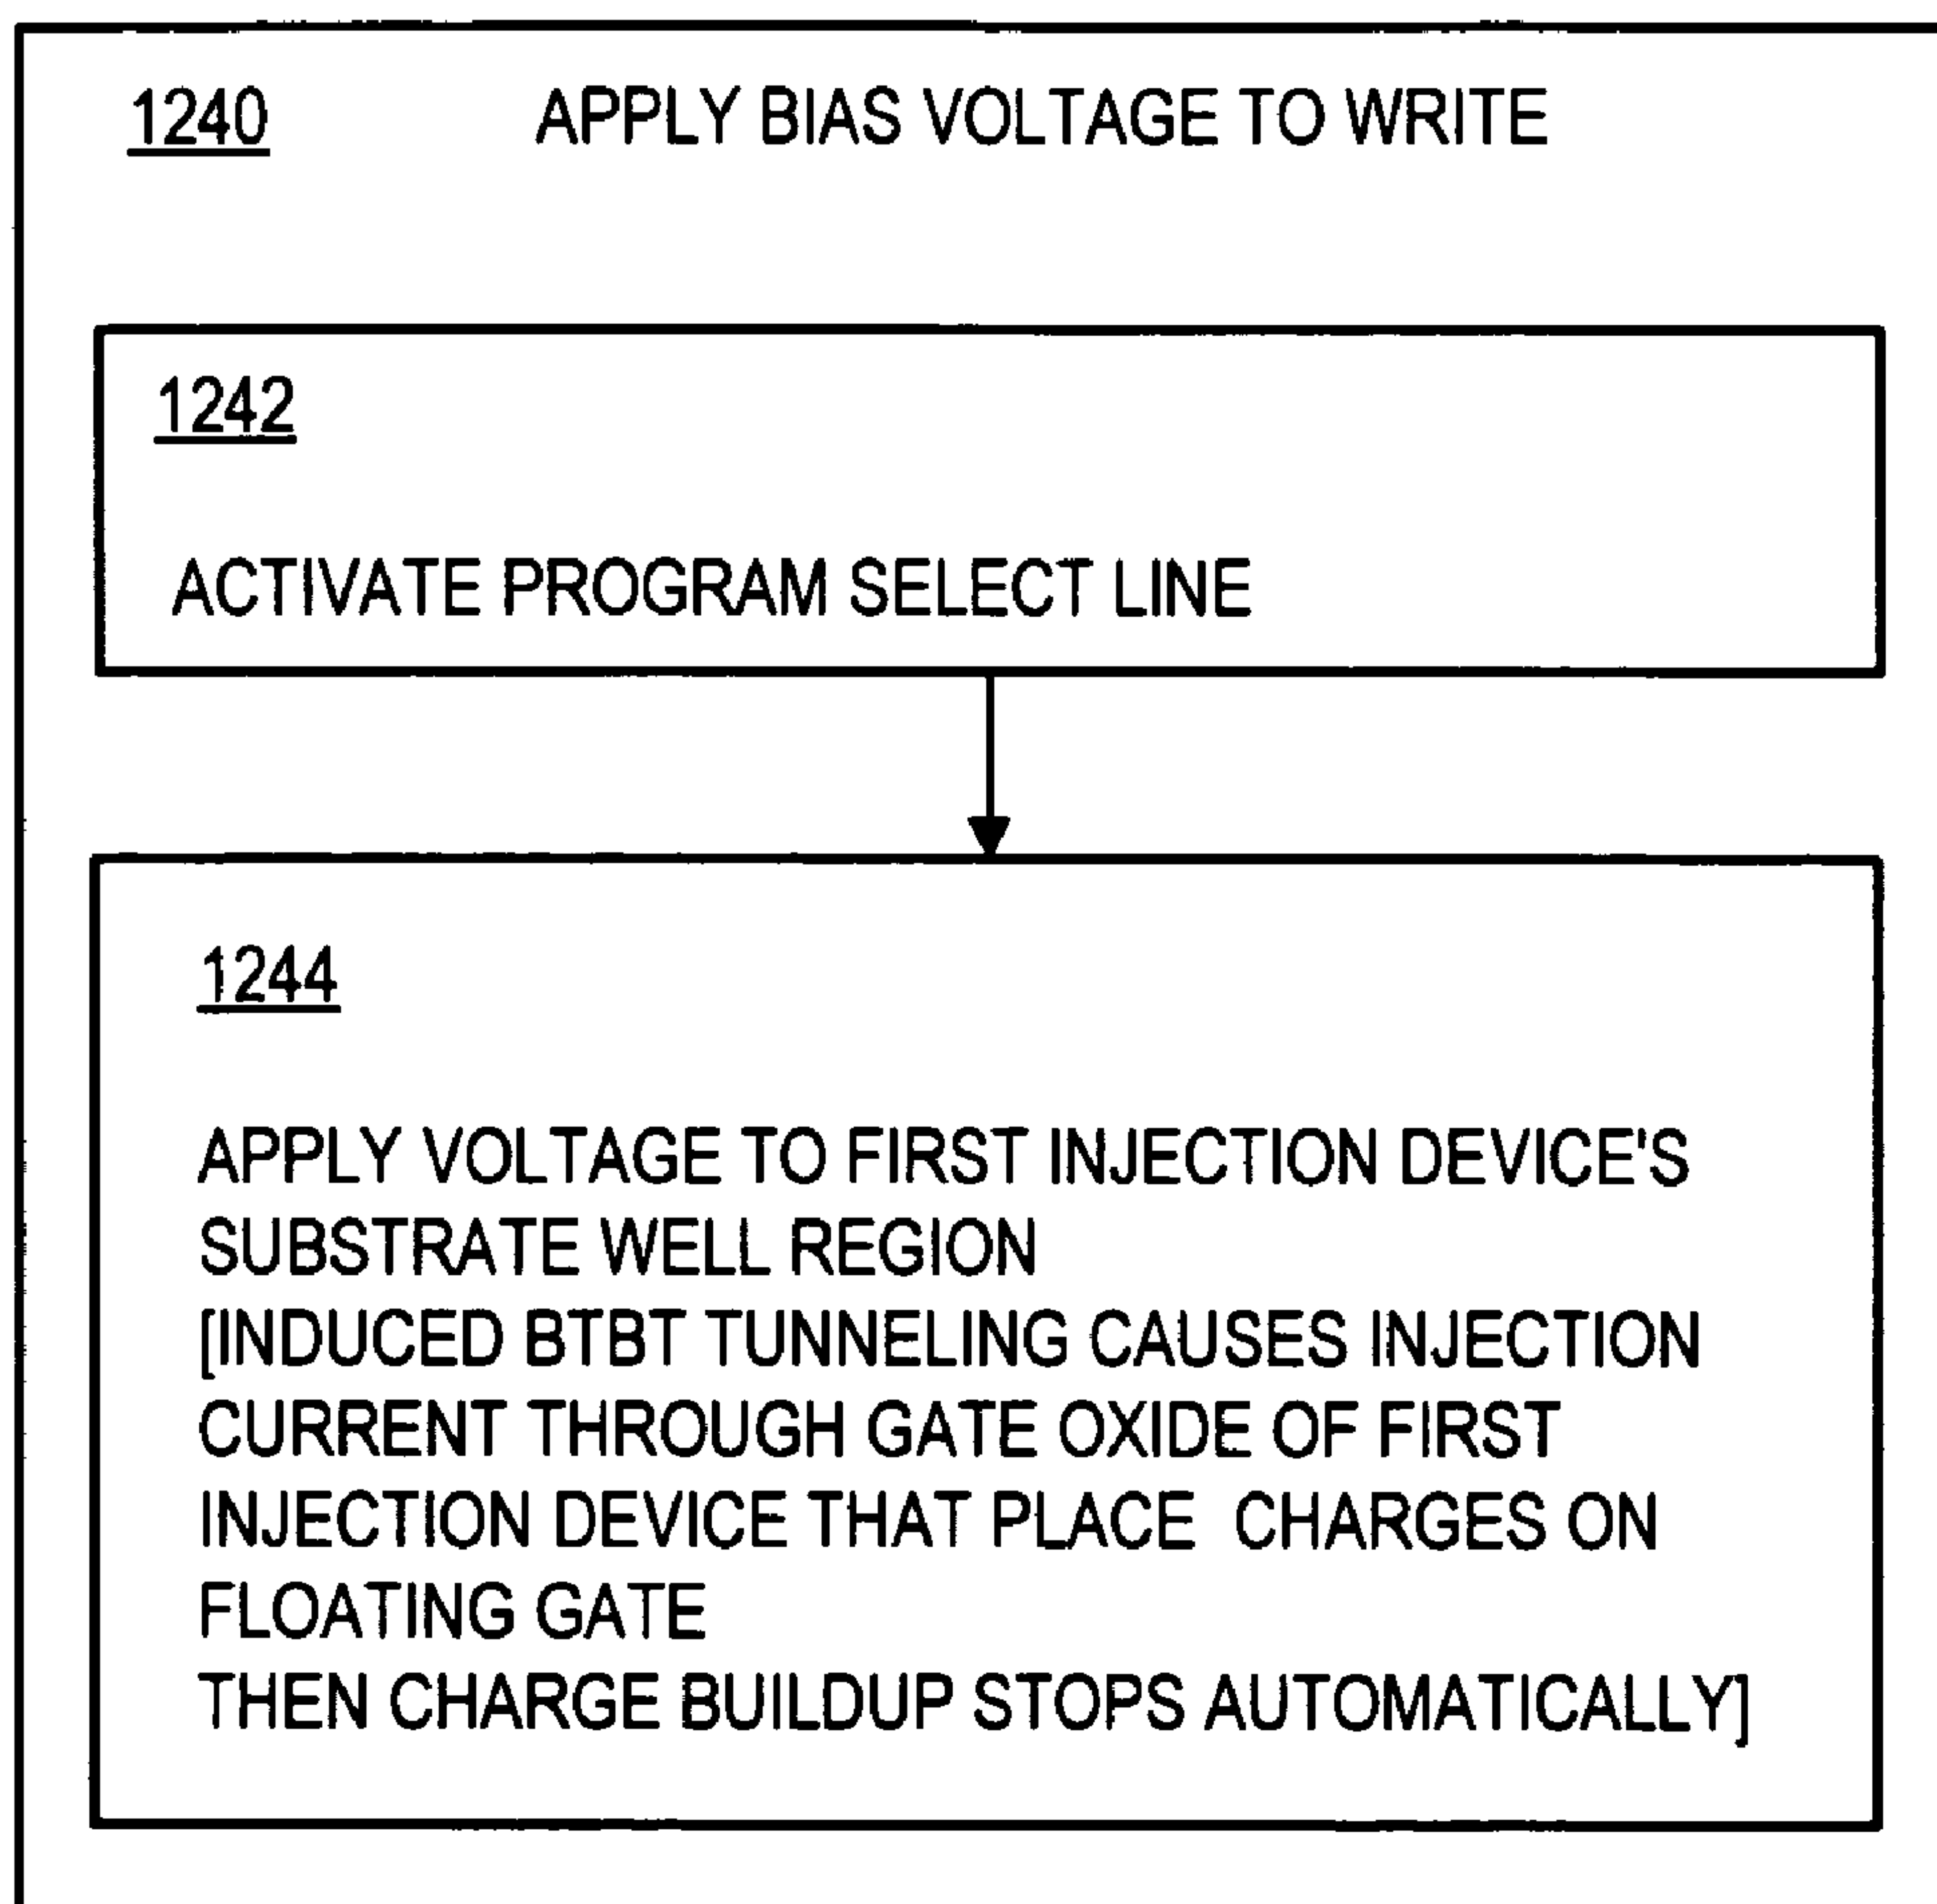 1240 APPLY BIAS VOLTAGE TO WRITE
1242
ACTIVATE PROGRAM SELECT LINE
1244
APPLY VOLTAGE TO FIRST INJECTION DEVICE'S
SUBSTRATE WELL REGION
[INDUCED BTBT TUNNELING CAUSES INJECTION
CURRENT THROUGH GATE OXIDE OF FIRST
INJECTION DEVICE THAT PLACE CHARGES ON
FLOATING GATE
THEN CHARGE BUILDUP STOPS AUTOMATICALLY]